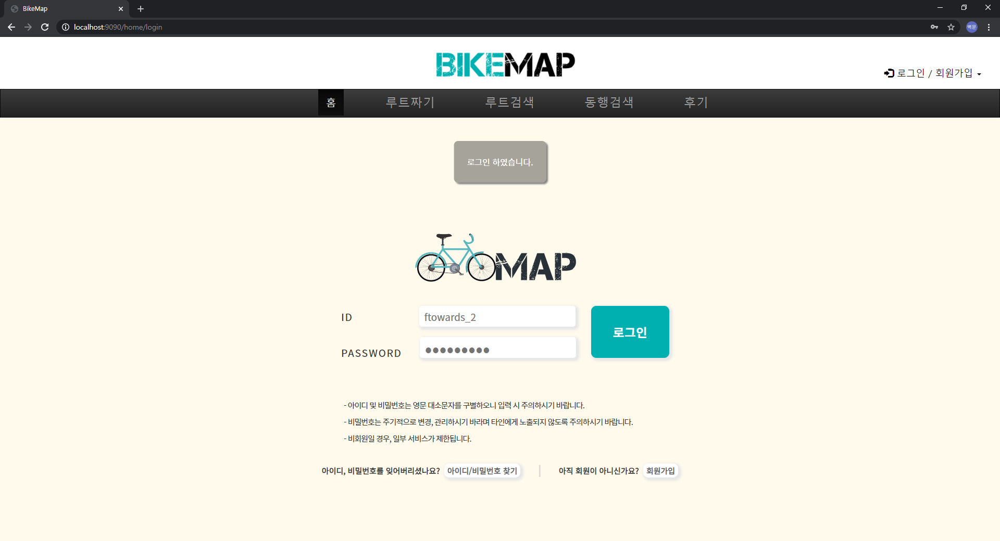 BikeMap
localhost:9090/home/login
벽문
BIKEMAP
로그인 / 회원가입
홈 루트짜기 루트검색 동행검색 후기
로그인 하였습니다.
MAP
ID ftowards_2
로그인
PASSWORD
- 아이디 및 비밀번호는 영문 대소문자를 구별하오니 입력 시 주의하시기 바랍니다.
- 비밀번호는 주기적으로 변경, 관리하시기 바라며 타인에게 노출되지 않도록 주의하시기 바랍니다.
- 비회원일 경우, 일부 서비스가 제한됩니다.
아이디, 비밀번호를 잊어버리셨나요? 아이디/비밀번호 찾기 | 아직 회원이 아니신가요? 회원가입